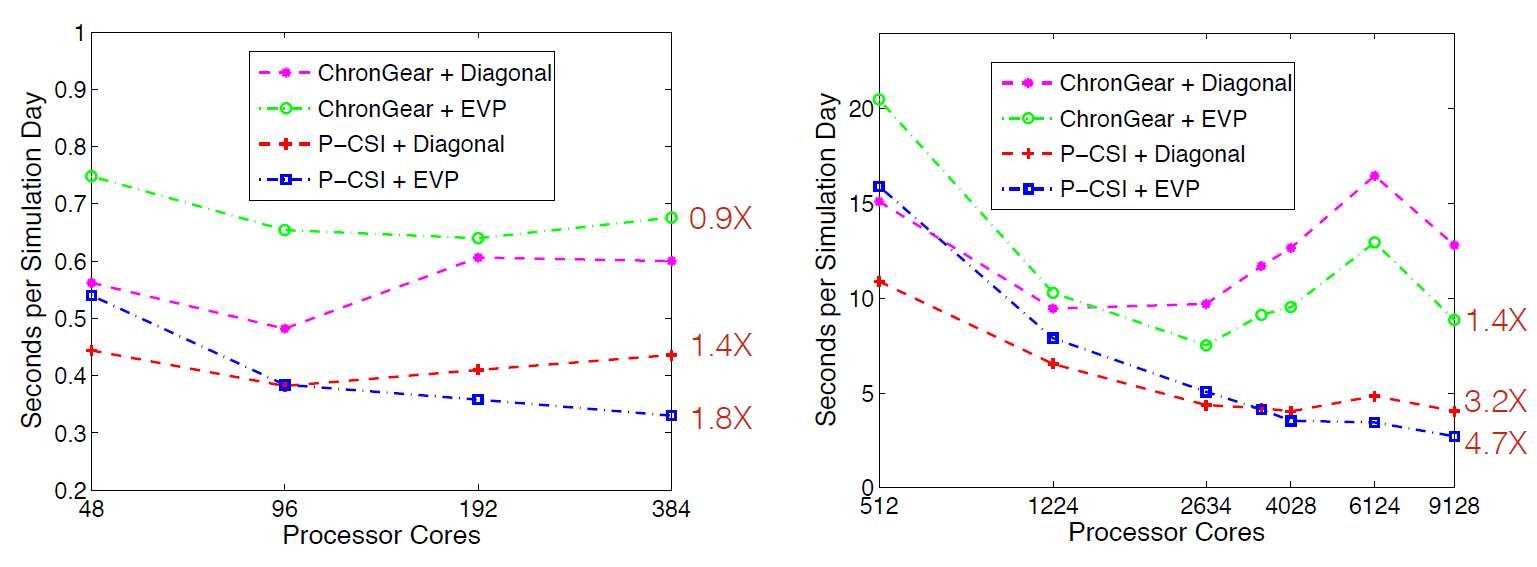 1
0.9
0.8
0.7
0.6
0.5
0.4
0.3
0.2
Seconds per Simulation Day
ChronGear + Diagonal
ChronGear + EVP
P−CSI + Diagonal
P−CSI + EVP
0.9X
1.4X
1.8X
48 96 192 384
Processor Cores
20
15
10
5
0
Seconds per Simulation Day
ChronGear + Diagonal
ChronGear + EVP
P−CSI + Diagonal
P−CSI + EVP
1.4X
3.2X
4.7X
512 1224 2634 4028 6124 9128
Processor Cores